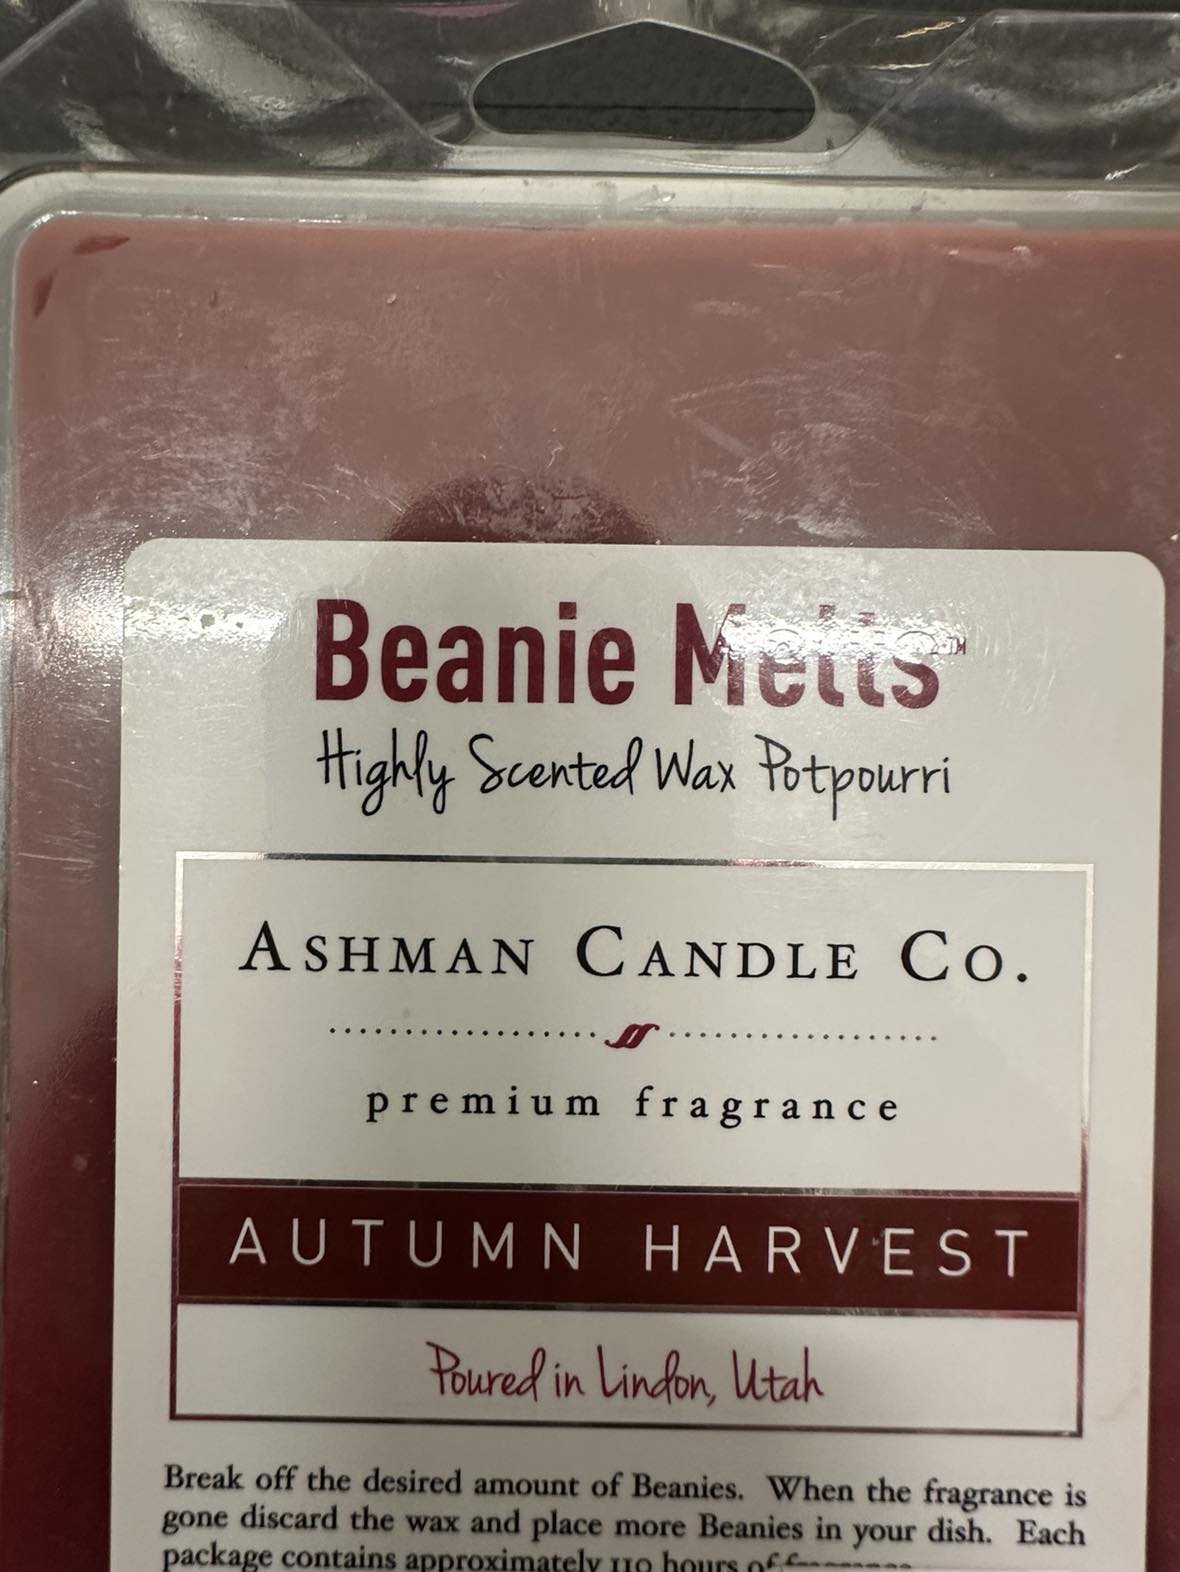 Beanie Melts™
Highly Scented Wax Potpourri
ASHMAN CANDLE CO.
premium fragrance
AUTUMN HARVEST
Poured in Lindon, Utah
Break off the desired amount of Beanies. When the fragrance is
gone discard the wax and place more Beanies in your dish. Each
package contains approximately 110 hours of